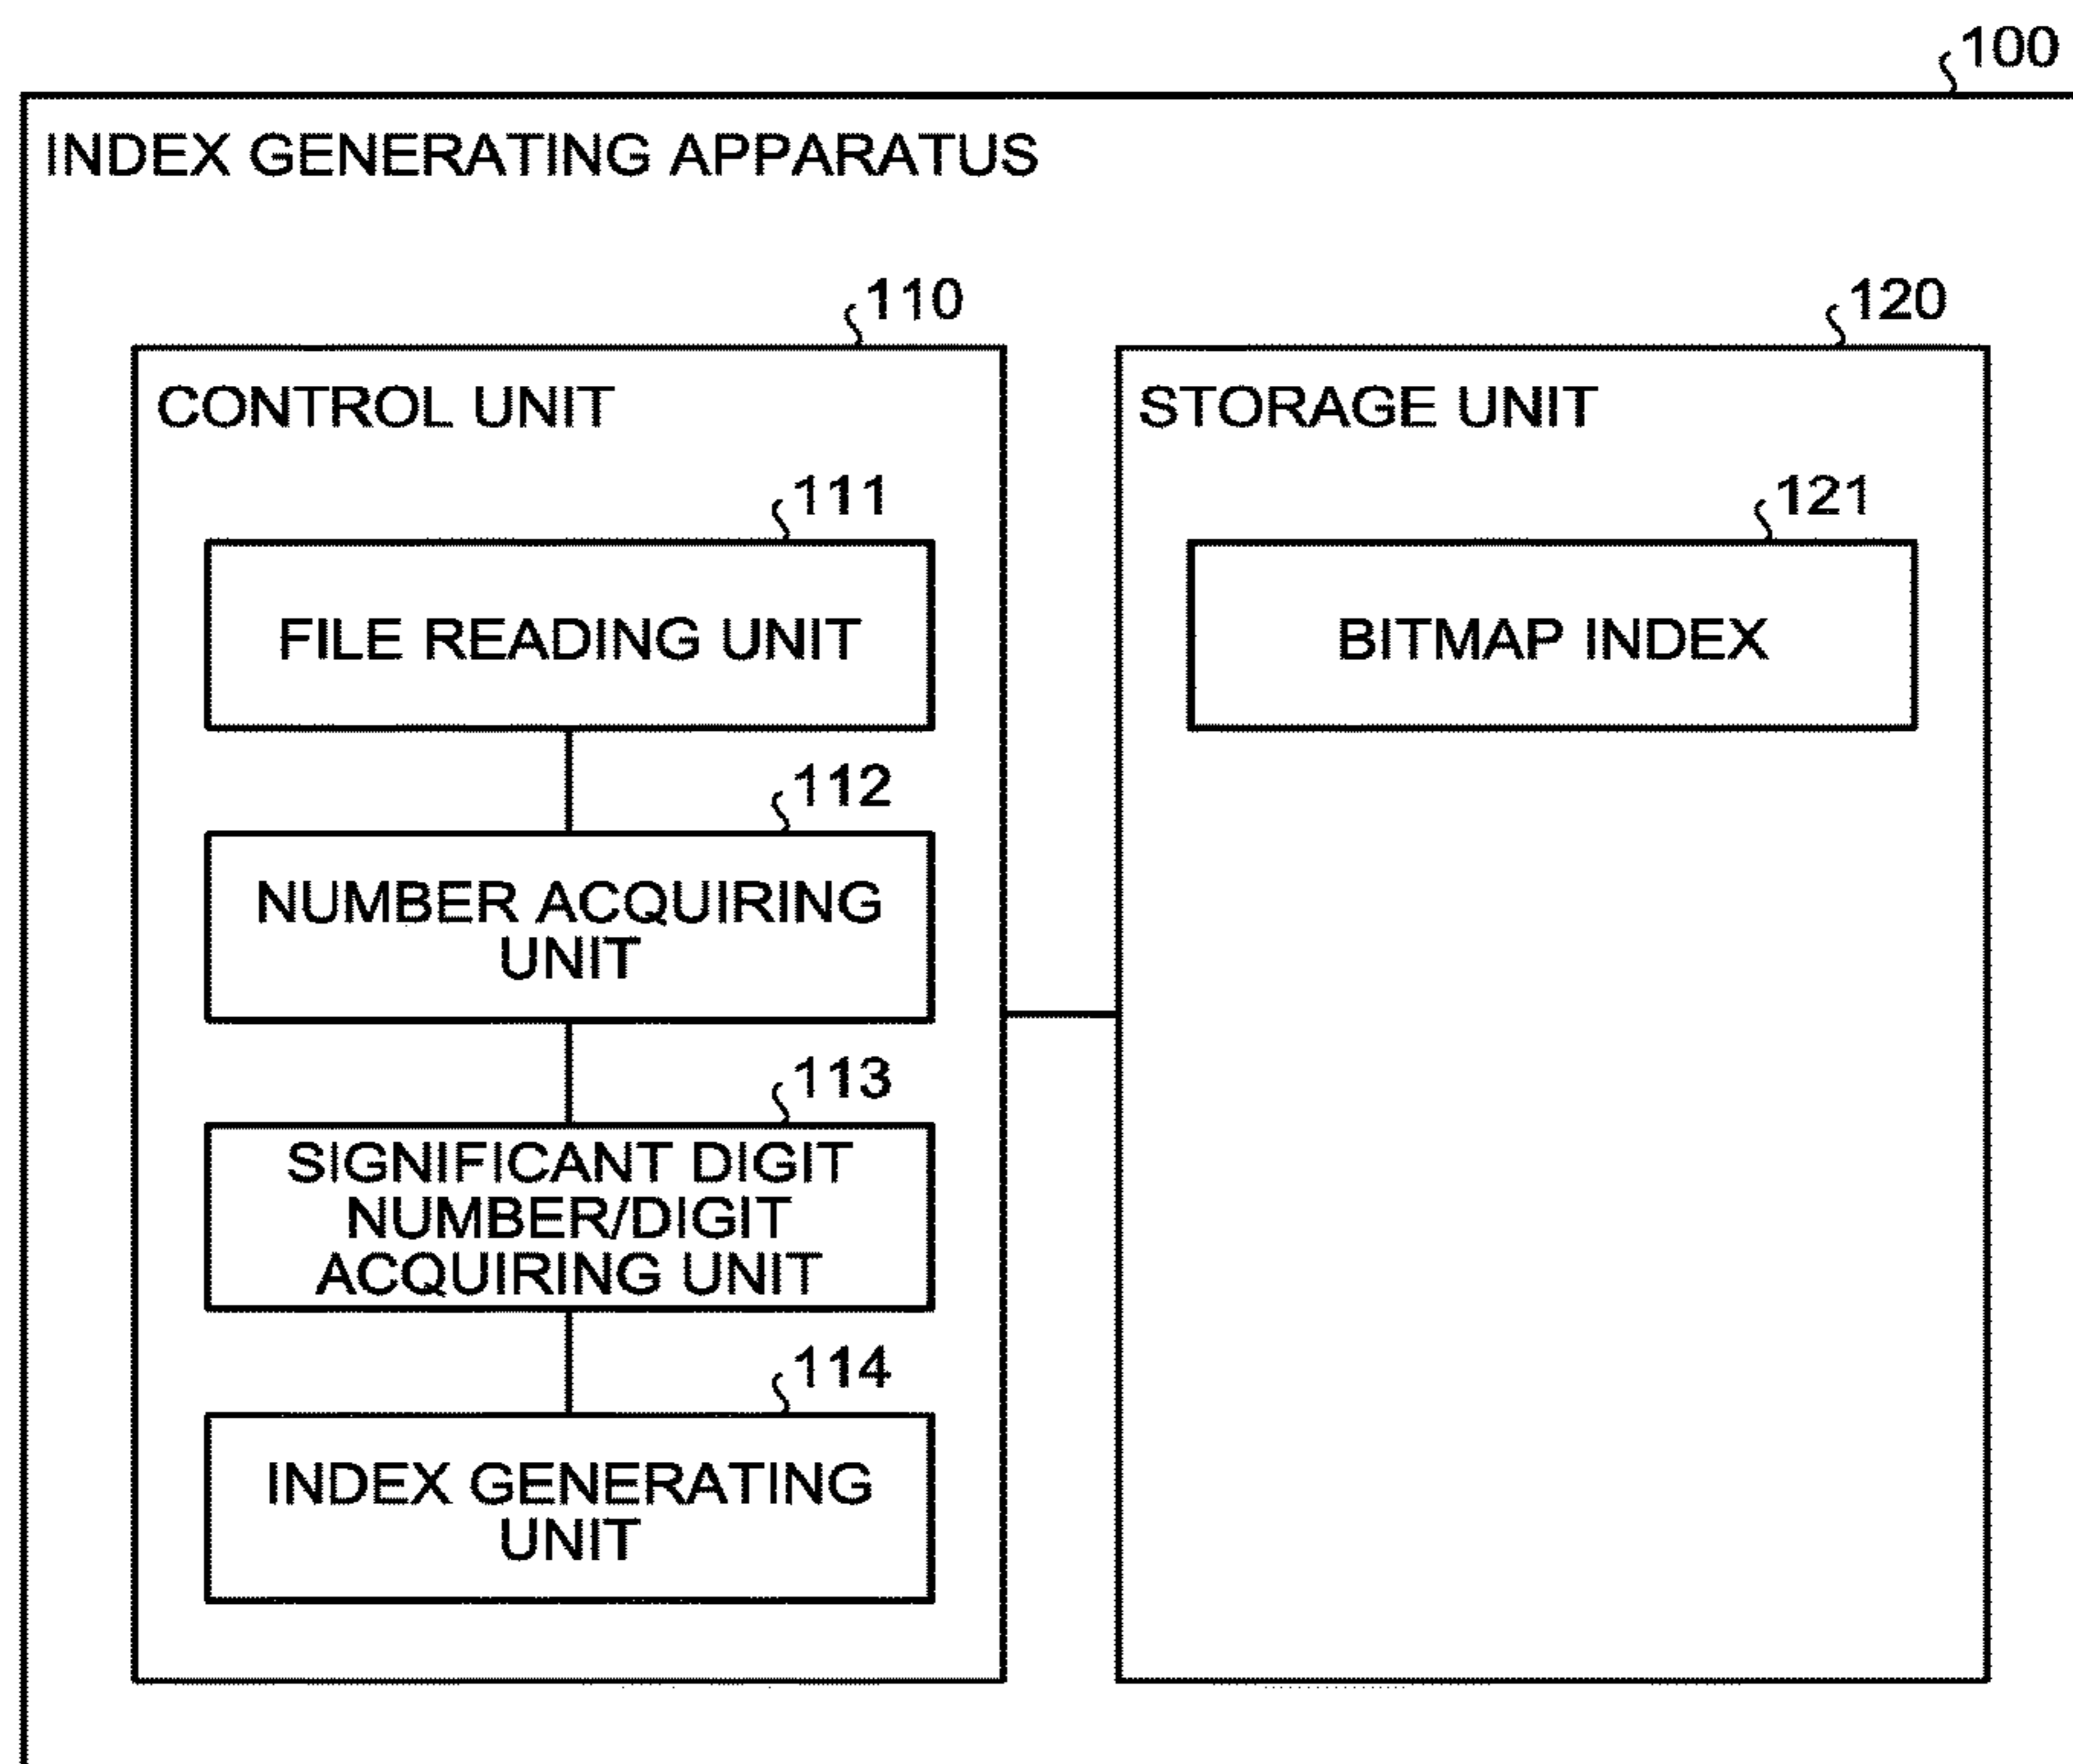 100
INDEX GENERATING APPARATUS
110
CONTROL UNIT
111
FILE READING UNIT
112
NUMBER ACQUIRING
UNIT
113
SIGNIFICANT DIGIT
NUMBER/DIGIT
ACQUIRING UNIT
114
INDEX GENERATING
UNIT
120
STORAGE UNIT
121
BITMAP INDEX